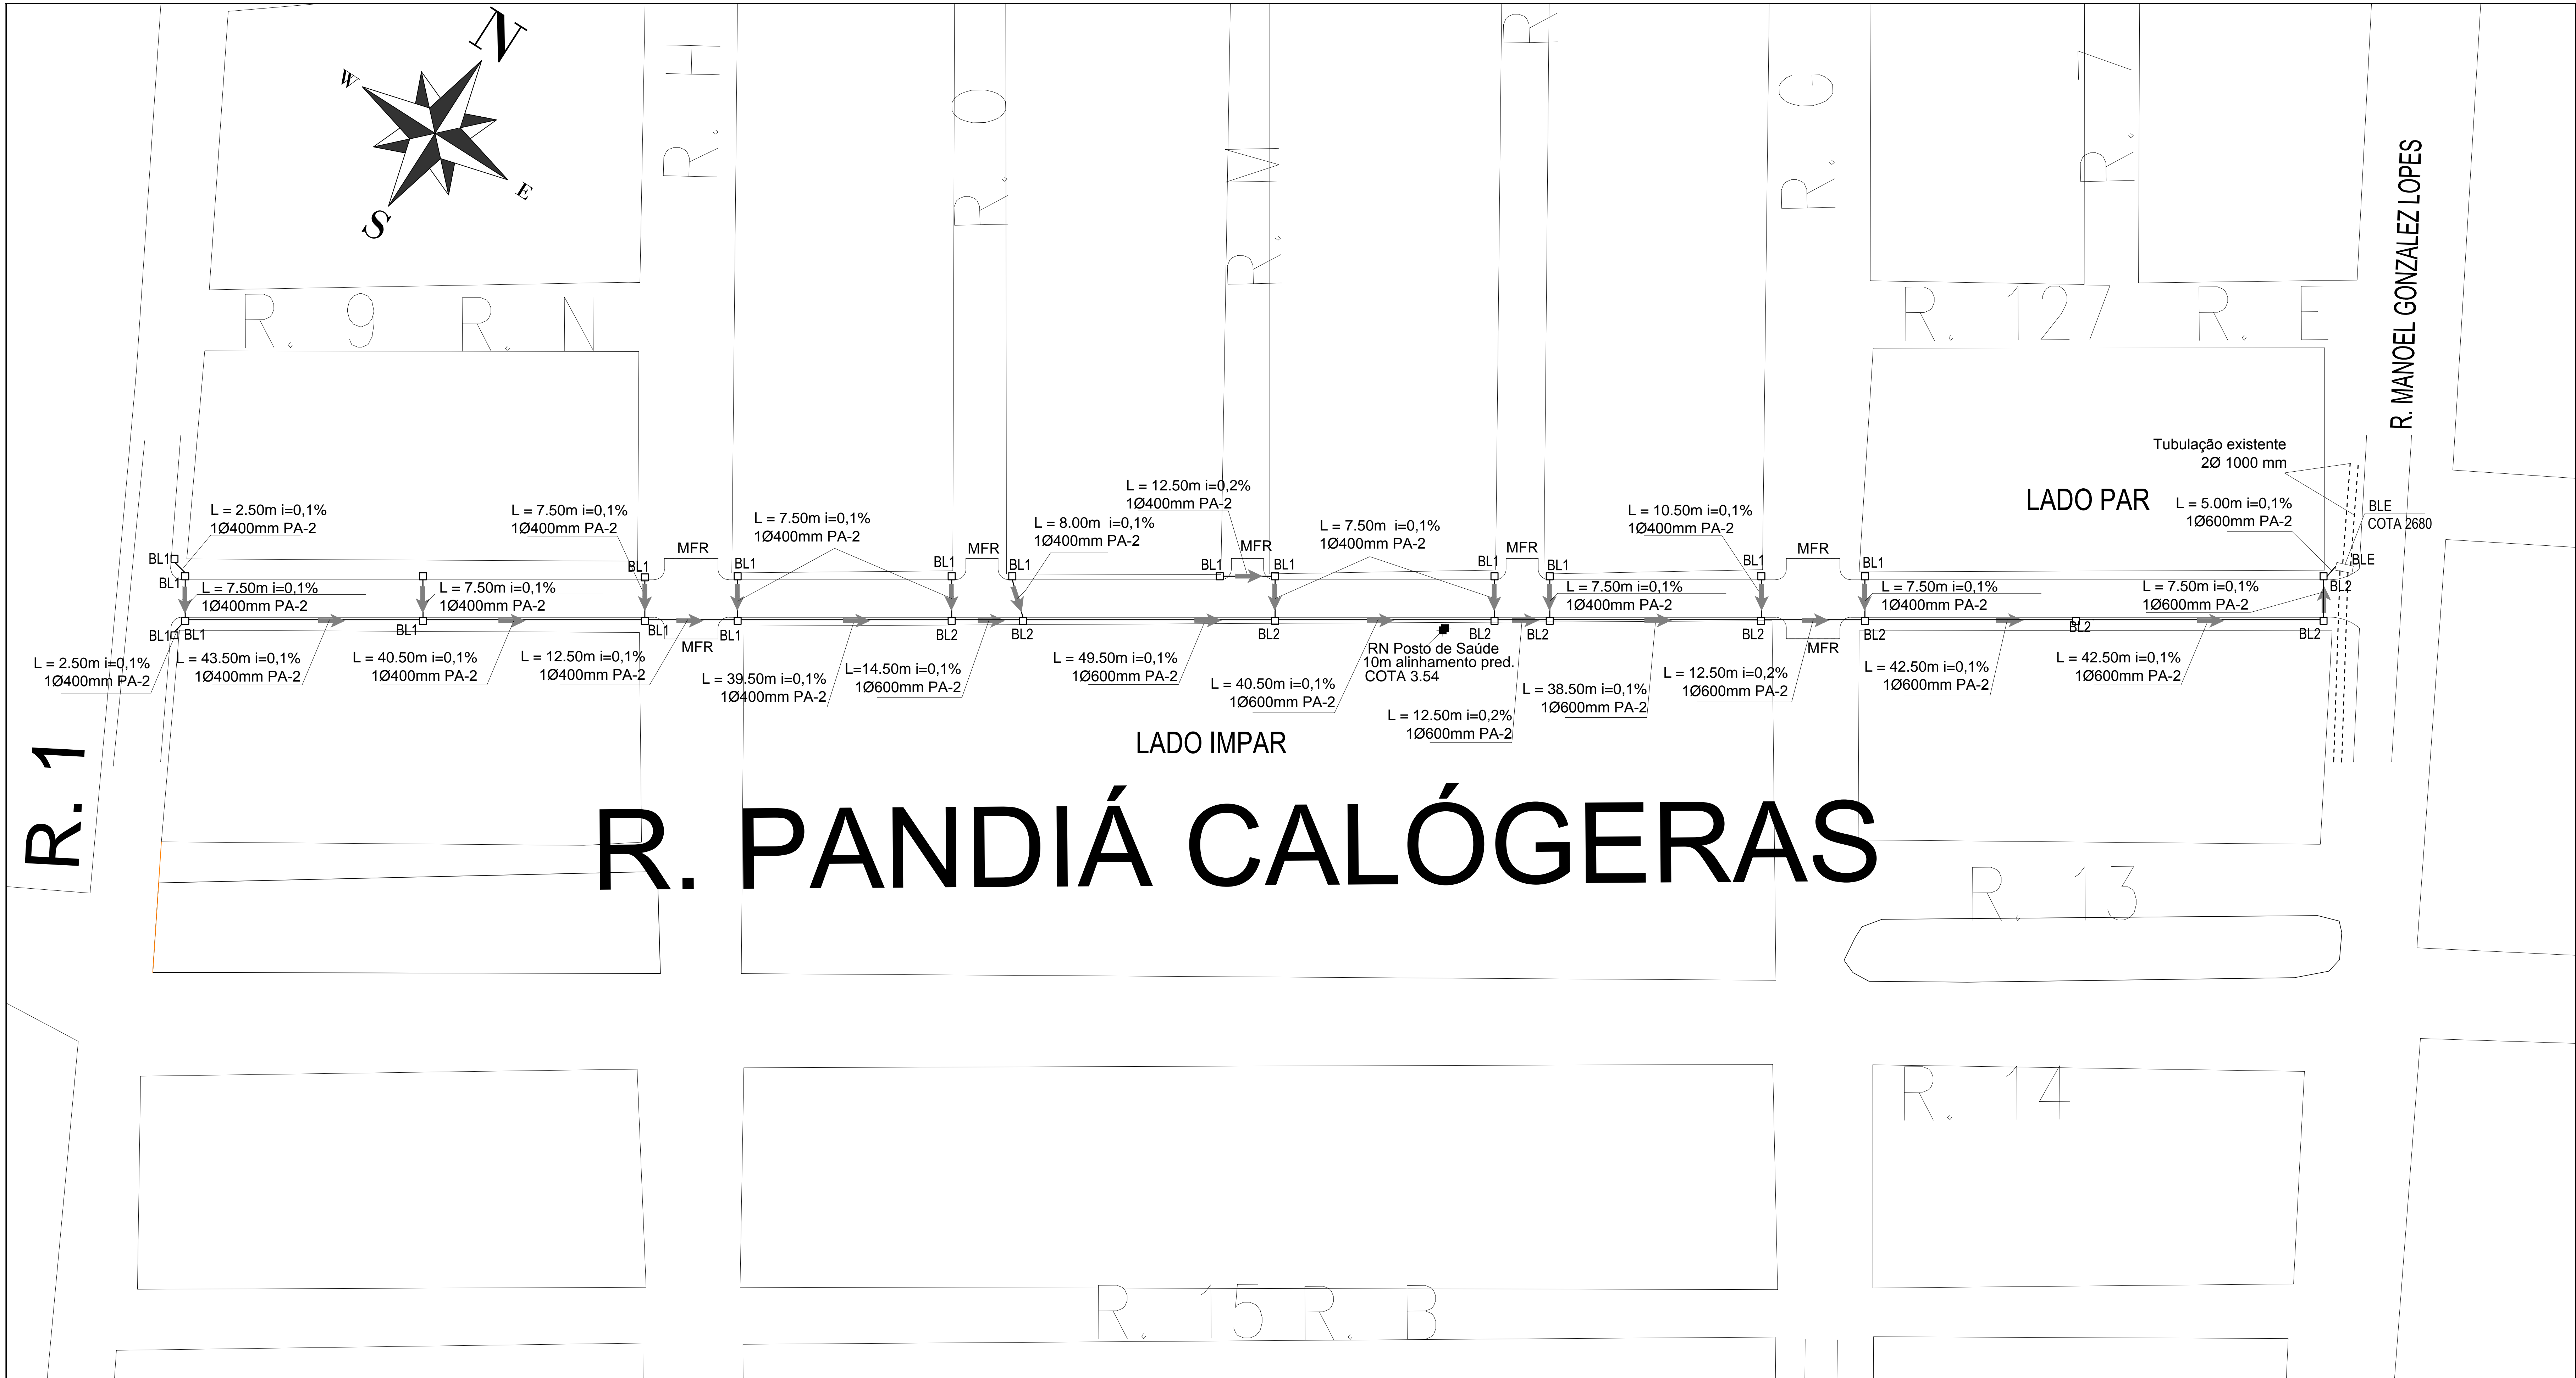 N
W
E
S
R. H
R. O
R. M
R
R. G
R. 7
R. 9
R. N
R. 127
R. E
R. MANOEL GONZALEZ LOPES
Tubulação existente
2Ø 1000 mm
LADO PAR
L = 5.00m i=0,1%
1Ø600mm PA-2
BLE
COTA 2680
BLE
L = 2.50m i=0,1%
1Ø400mm PA-2
L = 7.50m i=0,1%
1Ø400mm PA-2
L = 7.50m i=0,1%
1Ø400mm PA-2
L = 8.00m i=0,1%
1Ø400mm PA-2
L = 12.50m i=0,2%
1Ø400mm PA-2
L = 7.50m i=0,1%
1Ø400mm PA-2
L = 10.50m i=0,1%
1Ø400mm PA-2
MFR
MFR
MFR
MFR
MFR
BL1
BL1
BL1
BL1
BL1
BL1
BL1
BL1
BL1
BL1
BL1
BL1
BL2
L = 7.50m i=0,1%
1Ø400mm PA-2
L = 7.50m i=0,1%
1Ø400mm PA-2
L = 7.50m i=0,1%
1Ø400mm PA-2
L = 7.50m i=0,1%
1Ø400mm PA-2
L = 7.50m i=0,1%
1Ø600mm PA-2
BL1
BL1
BL1
BL1
BL1
BL2
BL2
BL2
BL2
BL2
BL2
BL2
BL2
BL2
MFR
MFR
L = 2.50m i=0,1%
1Ø400mm PA-2
L = 43.50m i=0,1%
1Ø400mm PA-2
L = 40.50m i=0,1%
1Ø400mm PA-2
L = 12.50m i=0,1%
1Ø400mm PA-2
L = 39.50m i=0,1%
1Ø400mm PA-2
L=14.50m i=0,1%
1Ø600mm PA-2
L = 49.50m i=0,1%
1Ø600mm PA-2
L = 40.50m i=0,1%
1Ø600mm PA-2
RN Posto de Saúde
10m alinhamento pred.
COTA 3.54
L = 12.50m i=0,2%
1Ø600mm PA-2
L = 38.50m i=0,1%
1Ø600mm PA-2
L = 12.50m i=0,2%
1Ø600mm PA-2
L = 42.50m i=0,1%
1Ø600mm PA-2
L = 42.50m i=0,1%
1Ø600mm PA-2
LADO IMPAR
R. 1
R. PANDIÁ CALÓGERAS
R. 13
R. 14
R. 15
R. B